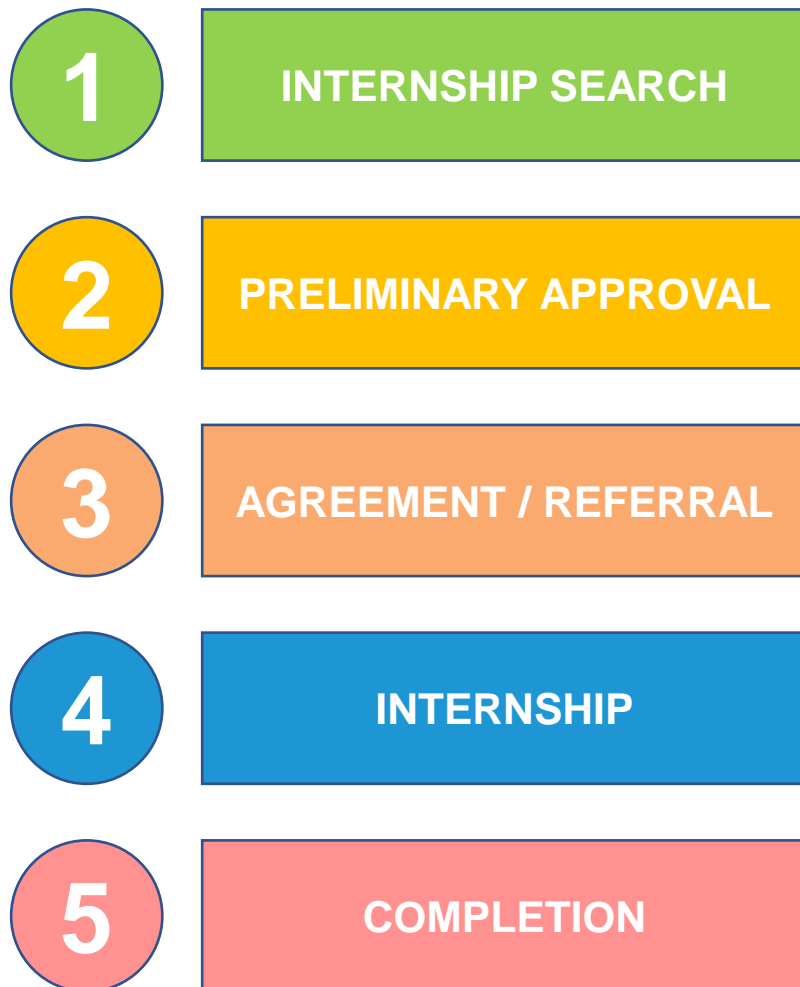 1 INTERNSHIP SEARCH
2 PRELIMINARY APPROVAL
3 AGREEMENT / REFERRAL
4 INTERNSHIP
5 COMPLETION